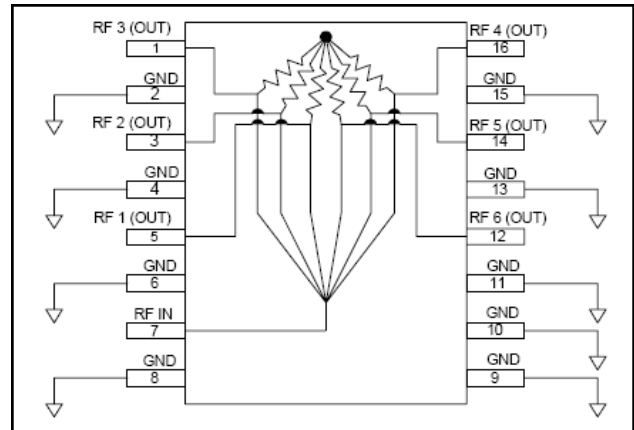 RF 3 (OUT)
1
GND
2
RF 2 (OUT)
3
GND
4
RF 1 (OUT)
5
GND
6
RF IN
7
GND
8
RF 4 (OUT)
16
GND
15
RF 5 (OUT)
14
GND
13
RF 6 (OUT)
12
GND
11
GND
10
GND
9